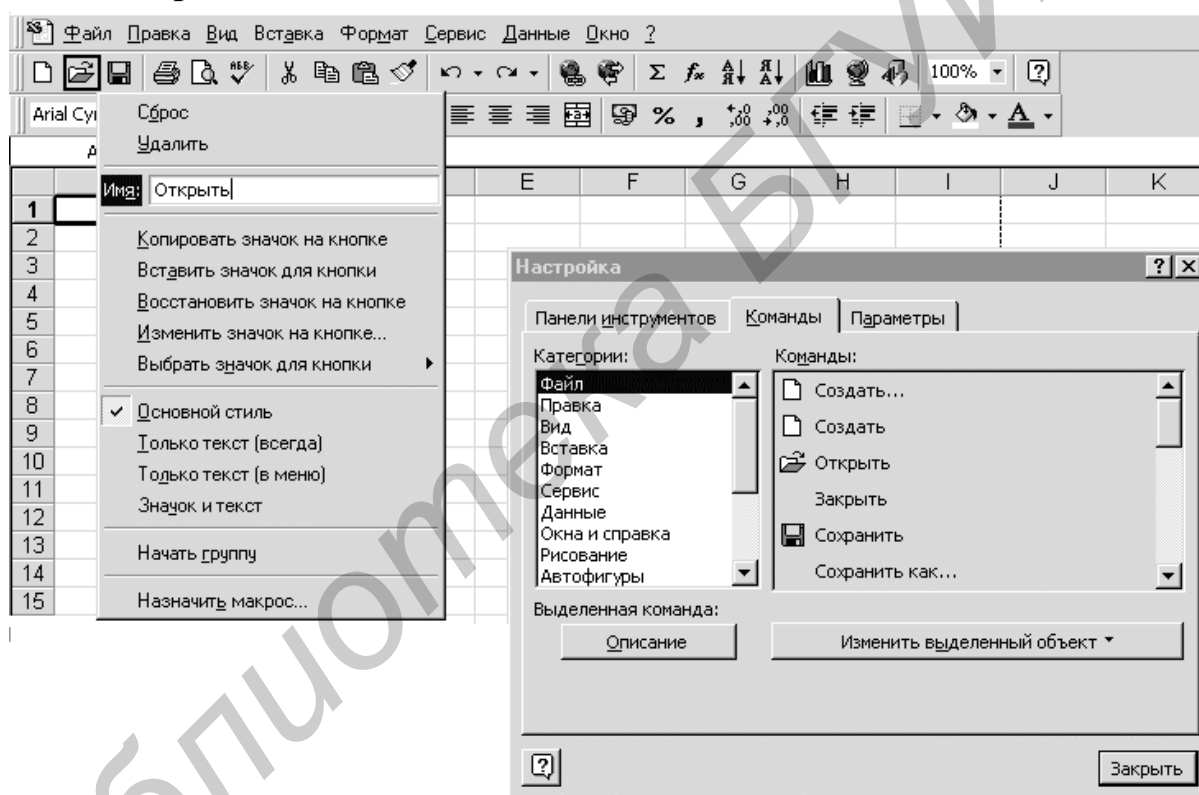 Файл Правка Вид Вставка Формат Сервис Данные Окно ?
100%
Arial Cyr
Сброс
Удалить
Имя: Открыть
Копировать значок на кнопке
Вставить значок для кнопки
Восстановить значок на кнопке
Изменить значок на кнопке...
Выбрать значок для кнопки
Основной стиль
Только текст (всегда)
Только текст (в меню)
Значок и текст
Начать группу
Назначить макрос...
E F G H I J K
1
2
3
4
5
6
7
8
9
10
11
12
13
14
15
Настройка
Панели инструментов Команды Параметры
Категории:
Файл
Правка
Вид
Вставка
Формат
Сервис
Данные
Окна и справка
Рисование
Автофигуры
Команды:
Создать...
Создать
Открыть
Закрыть
Сохранить
Сохранить как...
Выделенная команда:
Описание
Изменить выделенный объект
Закрыть